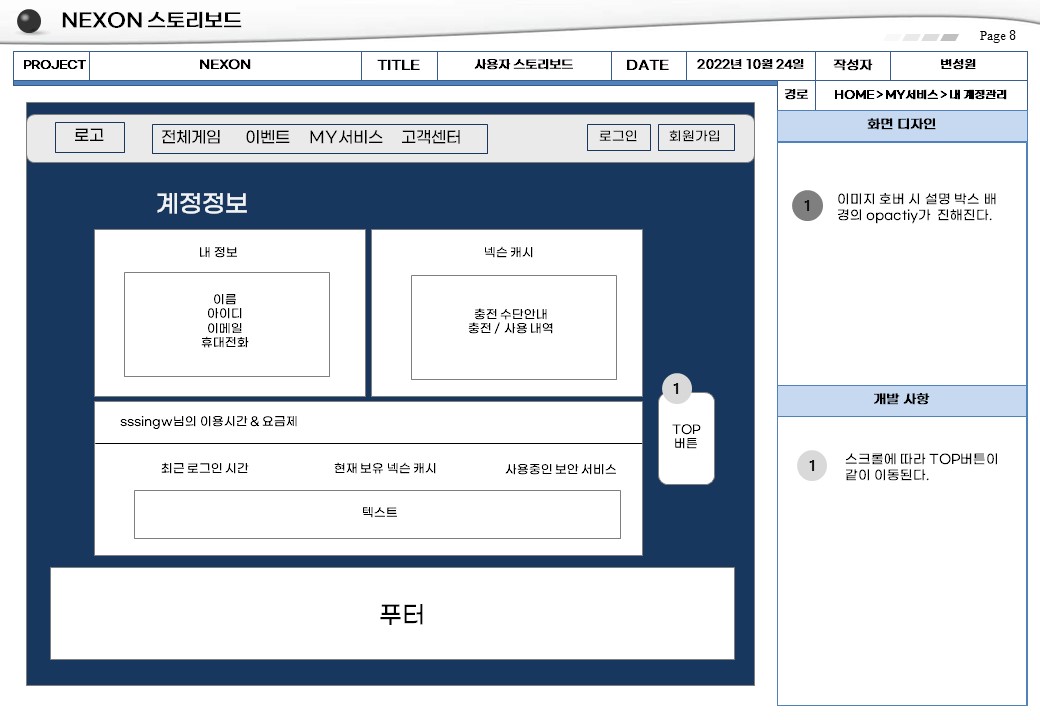 NEXON 스토리보드
Page 8
PROJECT NEXON TITLE 사용자 스토리보드 DATE 2022년 10월 24일 작성자 변성원
경로 HOME > MY서비스 > 내 계정관리
로고 전체게임 이벤트 MY서비스 고객센터 로그인 회원가입
계정정보
내 정보
이름
아이디
이메일
휴대전화
넥슨 캐시
충전 수단안내
충전 / 사용 내역
sssingw님의 이용시간 & 요금제
최근 로그인 시간 현재 보유 넥슨 캐시 사용중인 보안 서비스
텍스트
1
TOP
버튼
푸터
화면 디자인
1 이미지 호버 시 설명 박스 배
경의 opactiy가 진해진다.
개발 사항
1 스크롤에 따라 TOP버튼이
같이 이동된다.